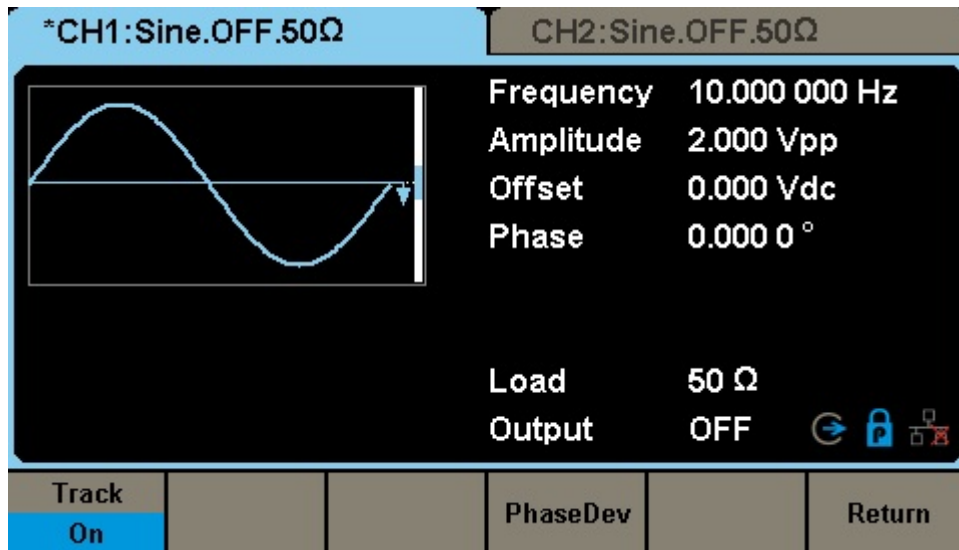 *CH1:Sine.OFF.50Ω
CH2:Sine.OFF.50Ω
Frequency 10.000 000 Hz
Amplitude 2.000 Vpp
Offset 0.000 Vdc
Phase 0.000 0 °
Load 50 Ω
Output OFF
P
Track
On
PhaseDev
Return